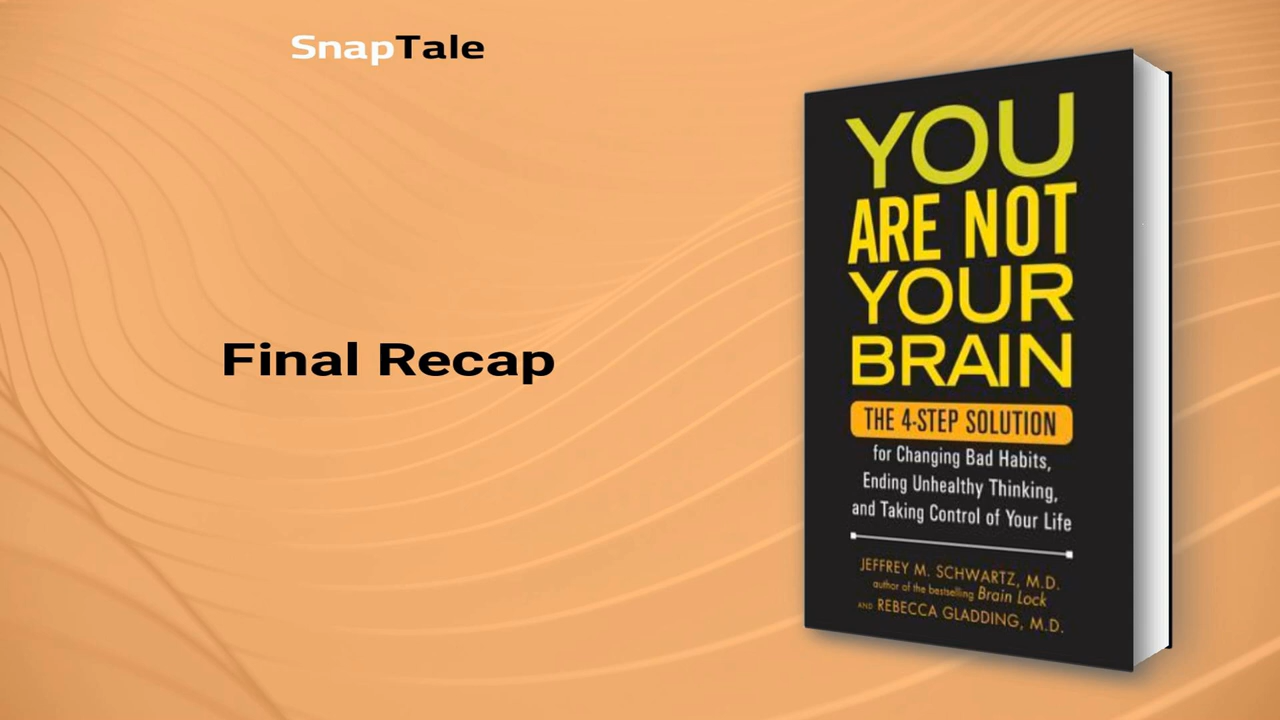 SnapTale
Final Recap
YOU
ARE NOT
YOUR
BRAIN
THE 4-STEP SOLUTION
for Changing Bad Habits,
Ending Unhealthy Thinking,
and Taking Control of Your Life
JEFFREY M. SCHWARTZ, M.D.
author of the bestselling Brain Lock
AND REBECCA GLADDING, M.D.